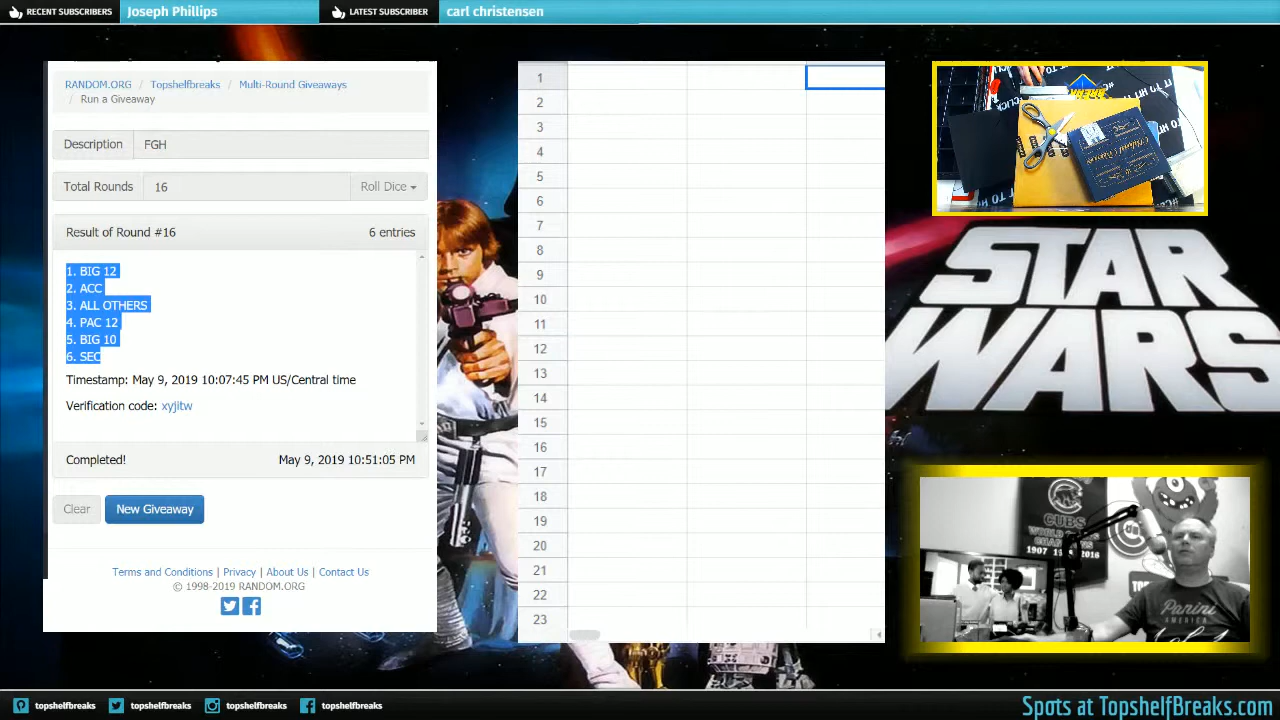 RECENT SUBSCRIBERS Joseph Phillips LATEST SUBSCRIBER carl christensen
RANDOM.ORG / Topshelfbreaks / Multi-Round Giveaways
/ Run a Giveaway
Description FGH
Total Rounds 16 Roll Dice
Result of Round #16 6 entries
1. BIG 12
2. ACC
3. ALL OTHERS
4. PAC 12
5. BIG 10
6. SEC
Timestamp: May 9, 2019 10:07:45 PM US/Central time
Verification code: xyjitw
Completed! May 9, 2019 10:51:05 PM
Clear New Giveaway
Terms and Conditions | Privacy | About Us | Contact Us
© 1998-2019 RANDOM.ORG
1
2
3
4
5
6
7
8
9
10
11
12
13
14
15
16
17
18
19
20
21
22
23
STAR
WARS
CUBS
Panini
AMERICA
topshelfbreaks topshelfbreaks topshelfbreaks topshelfbreaks
Spots at TopshelfBreaks.com